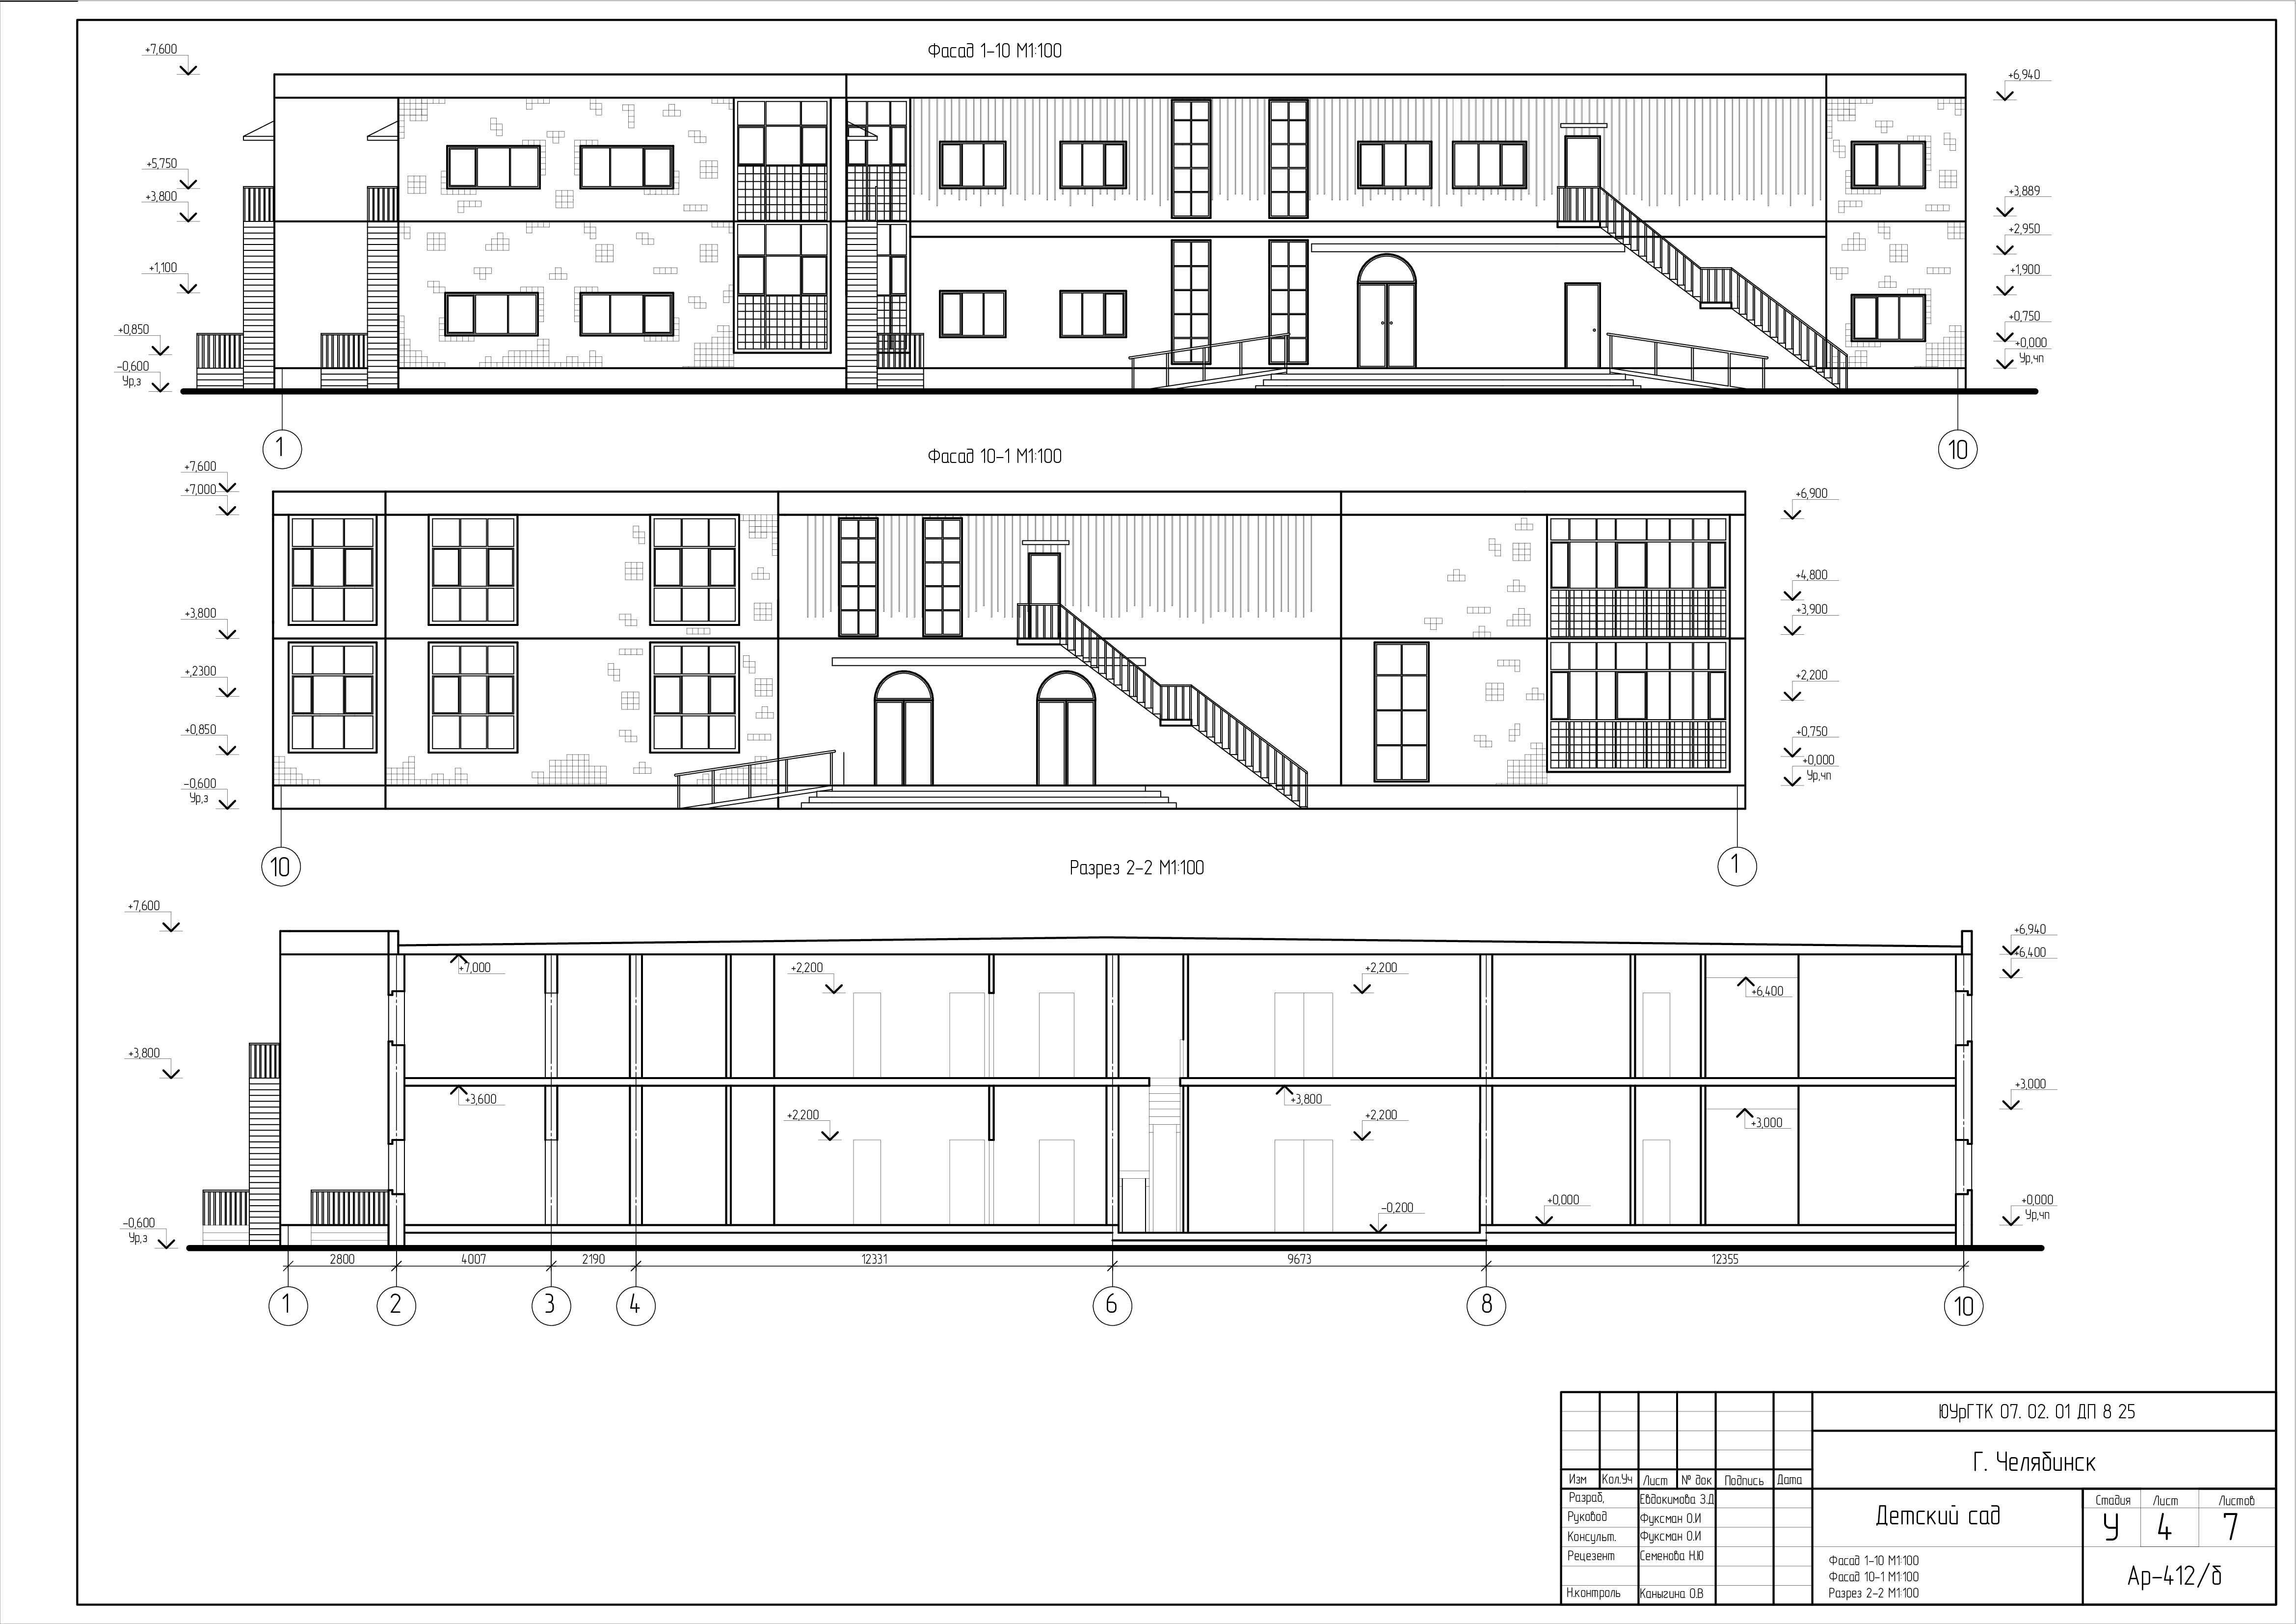 Фасад 1-10 М1:100
+7,600
+5,750
+3,800
+1,100
+0,850
-0,600
Ур,з
+6,940
+3,889
+2,950
+1,900
+0,750
+0,000
Ур,чп
1
10
Фасад 10-1 М1:100
+7,600
+7,000
+3,800
+,2300
+0,850
-0,600
Ур,з
+6,900
+4,800
+3,900
+2,200
+0,750
+0,000
Ур,чп
10
1
Разрез 2-2 М1:100
+7,600
+3,800
-0,600
Ур,з
+7,000
+2,200
+2,200
+6,400
+3,600
+2,200
+3,800
+2,200
+3,000
-0,200
+0,000
+6,940
+6,400
+3,000
+0,000
Ур,чп
2800
4007
2190
12331
9673
12355
1
2
3
4
6
8
10
ЮУрГТК 07. 02. 01 ДП 8 25
Г. Челябинск
Изм Кол.Уч Лист № док Подпись Дата
Разраб, Евдокимова З.Д
Руковод Фуксман О.И
Консульт. Фуксман О.И
Рецезент Семенова Н.Ю
Н.контроль Каныгина О.В
Детский сад
Стадия Лист Листов
У 4 7
Фасад 1-10 М1:100
Фасад 10-1 М1:100
Разрез 2-2 М1:100
Ар-412/б